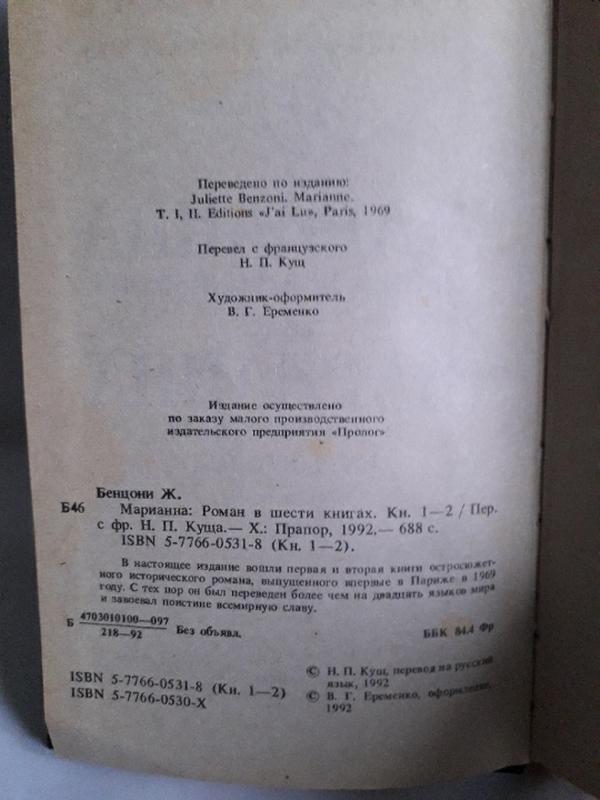 Переведено по изданию:
Juliette Benzoni. Marianne.
T. I, II. Editions «J'ai Lu», Paris, 1969
Перевел с французского
Н. П. Кущ
Художник-оформитель
В. Г. Еременко
Издание осуществлено
по заказу малого производственного
издательского предприятия «Пролог»
Бенцони Ж.
Б46 Марианна: Роман в шести книгах. Кн. 1—2 / Пер.
с фр. Н. П. Куща.— Х.: Прапор, 1992.— 688 с.
ISBN 5-7766-0531-8 (Кн. 1—2).
В настоящее издание вошли первая и вторая книги остросюжет-
ного исторического романа, выпущенного впервые в Париже в 1969
году. С тех пор он был переведен более чем на двадцать языков мира
и завоевал поистине всемирную славу.
Б 4703010100—097
218—92 Без объявл.
ББК 84.4 Фр
ISBN 5-7766-0531-8 (Кн. 1—2)
ISBN 5-7766-0530-X
© Н. П. Кущ, перевод на русский
язык, 1992
© В. Г. Еременко, оформление,
1992